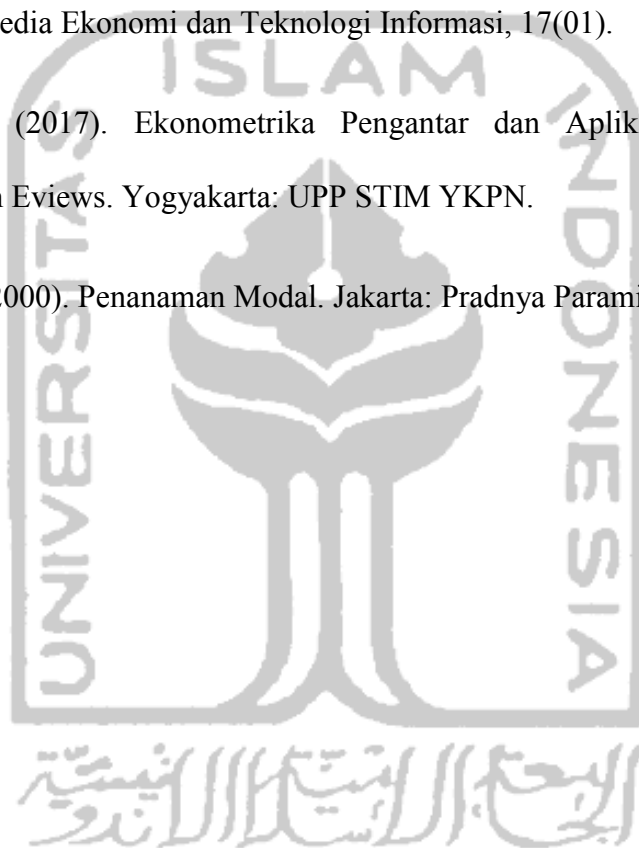 edia Ekonomi dan Teknologi Informasi, 17(01).
ISLAM
(2017). Ekonometrika Pengantar dan Aplik
n Eviews. Yogyakarta: UPP STIM YKPN.
2000). Penanaman Modal. Jakarta: Pradnya Parami
UNIVERSITAS
INDONESIA